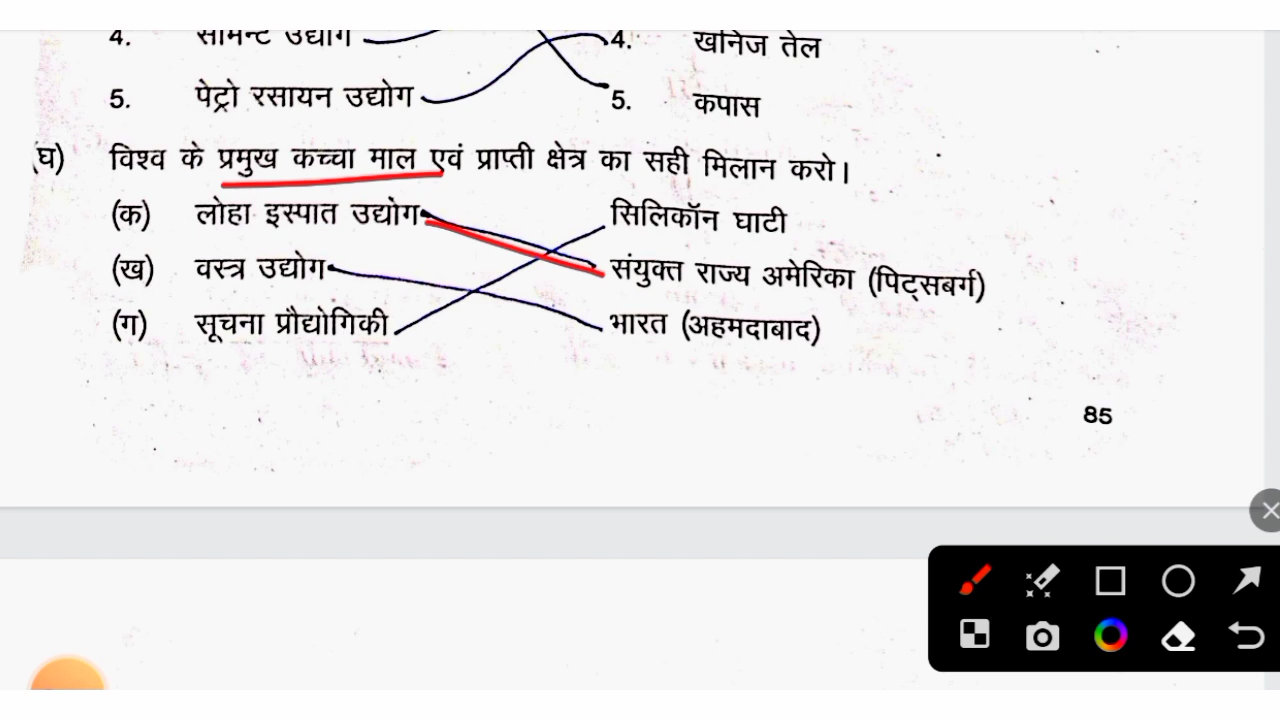 4. सीमेन्ट उद्योग 4. खनिज तेल
5. पेट्रो रसायन उद्योग 5. कपास
घ) विश्व के प्रमुख कच्चा माल एवं प्राप्ती क्षेत्र का सही मिलान करो।
(क) लोहा इस्पात उद्योग सिलिकॉन घाटी
(ख) वस्त्र उद्योग संयुक्त राज्य अमेरिका (पिट्सबर्ग)
(ग) सूचना प्रौद्योगिकी भारत (अहमदाबाद)
85